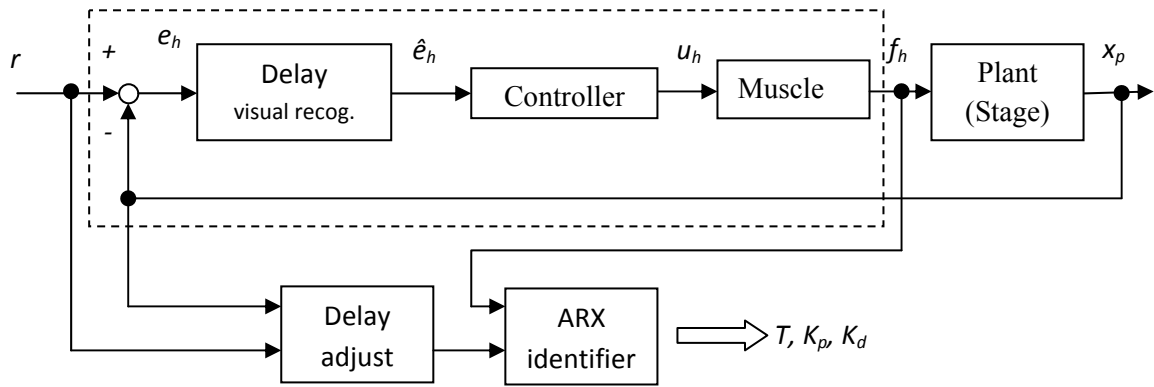 r
+
-
e_h
Delay
visual recog.
ê_h
Controller
u_h
Muscle
f_h
Plant
(Stage)
x_p
Delay
adjust
ARX
identifier
T, K_p, K_d